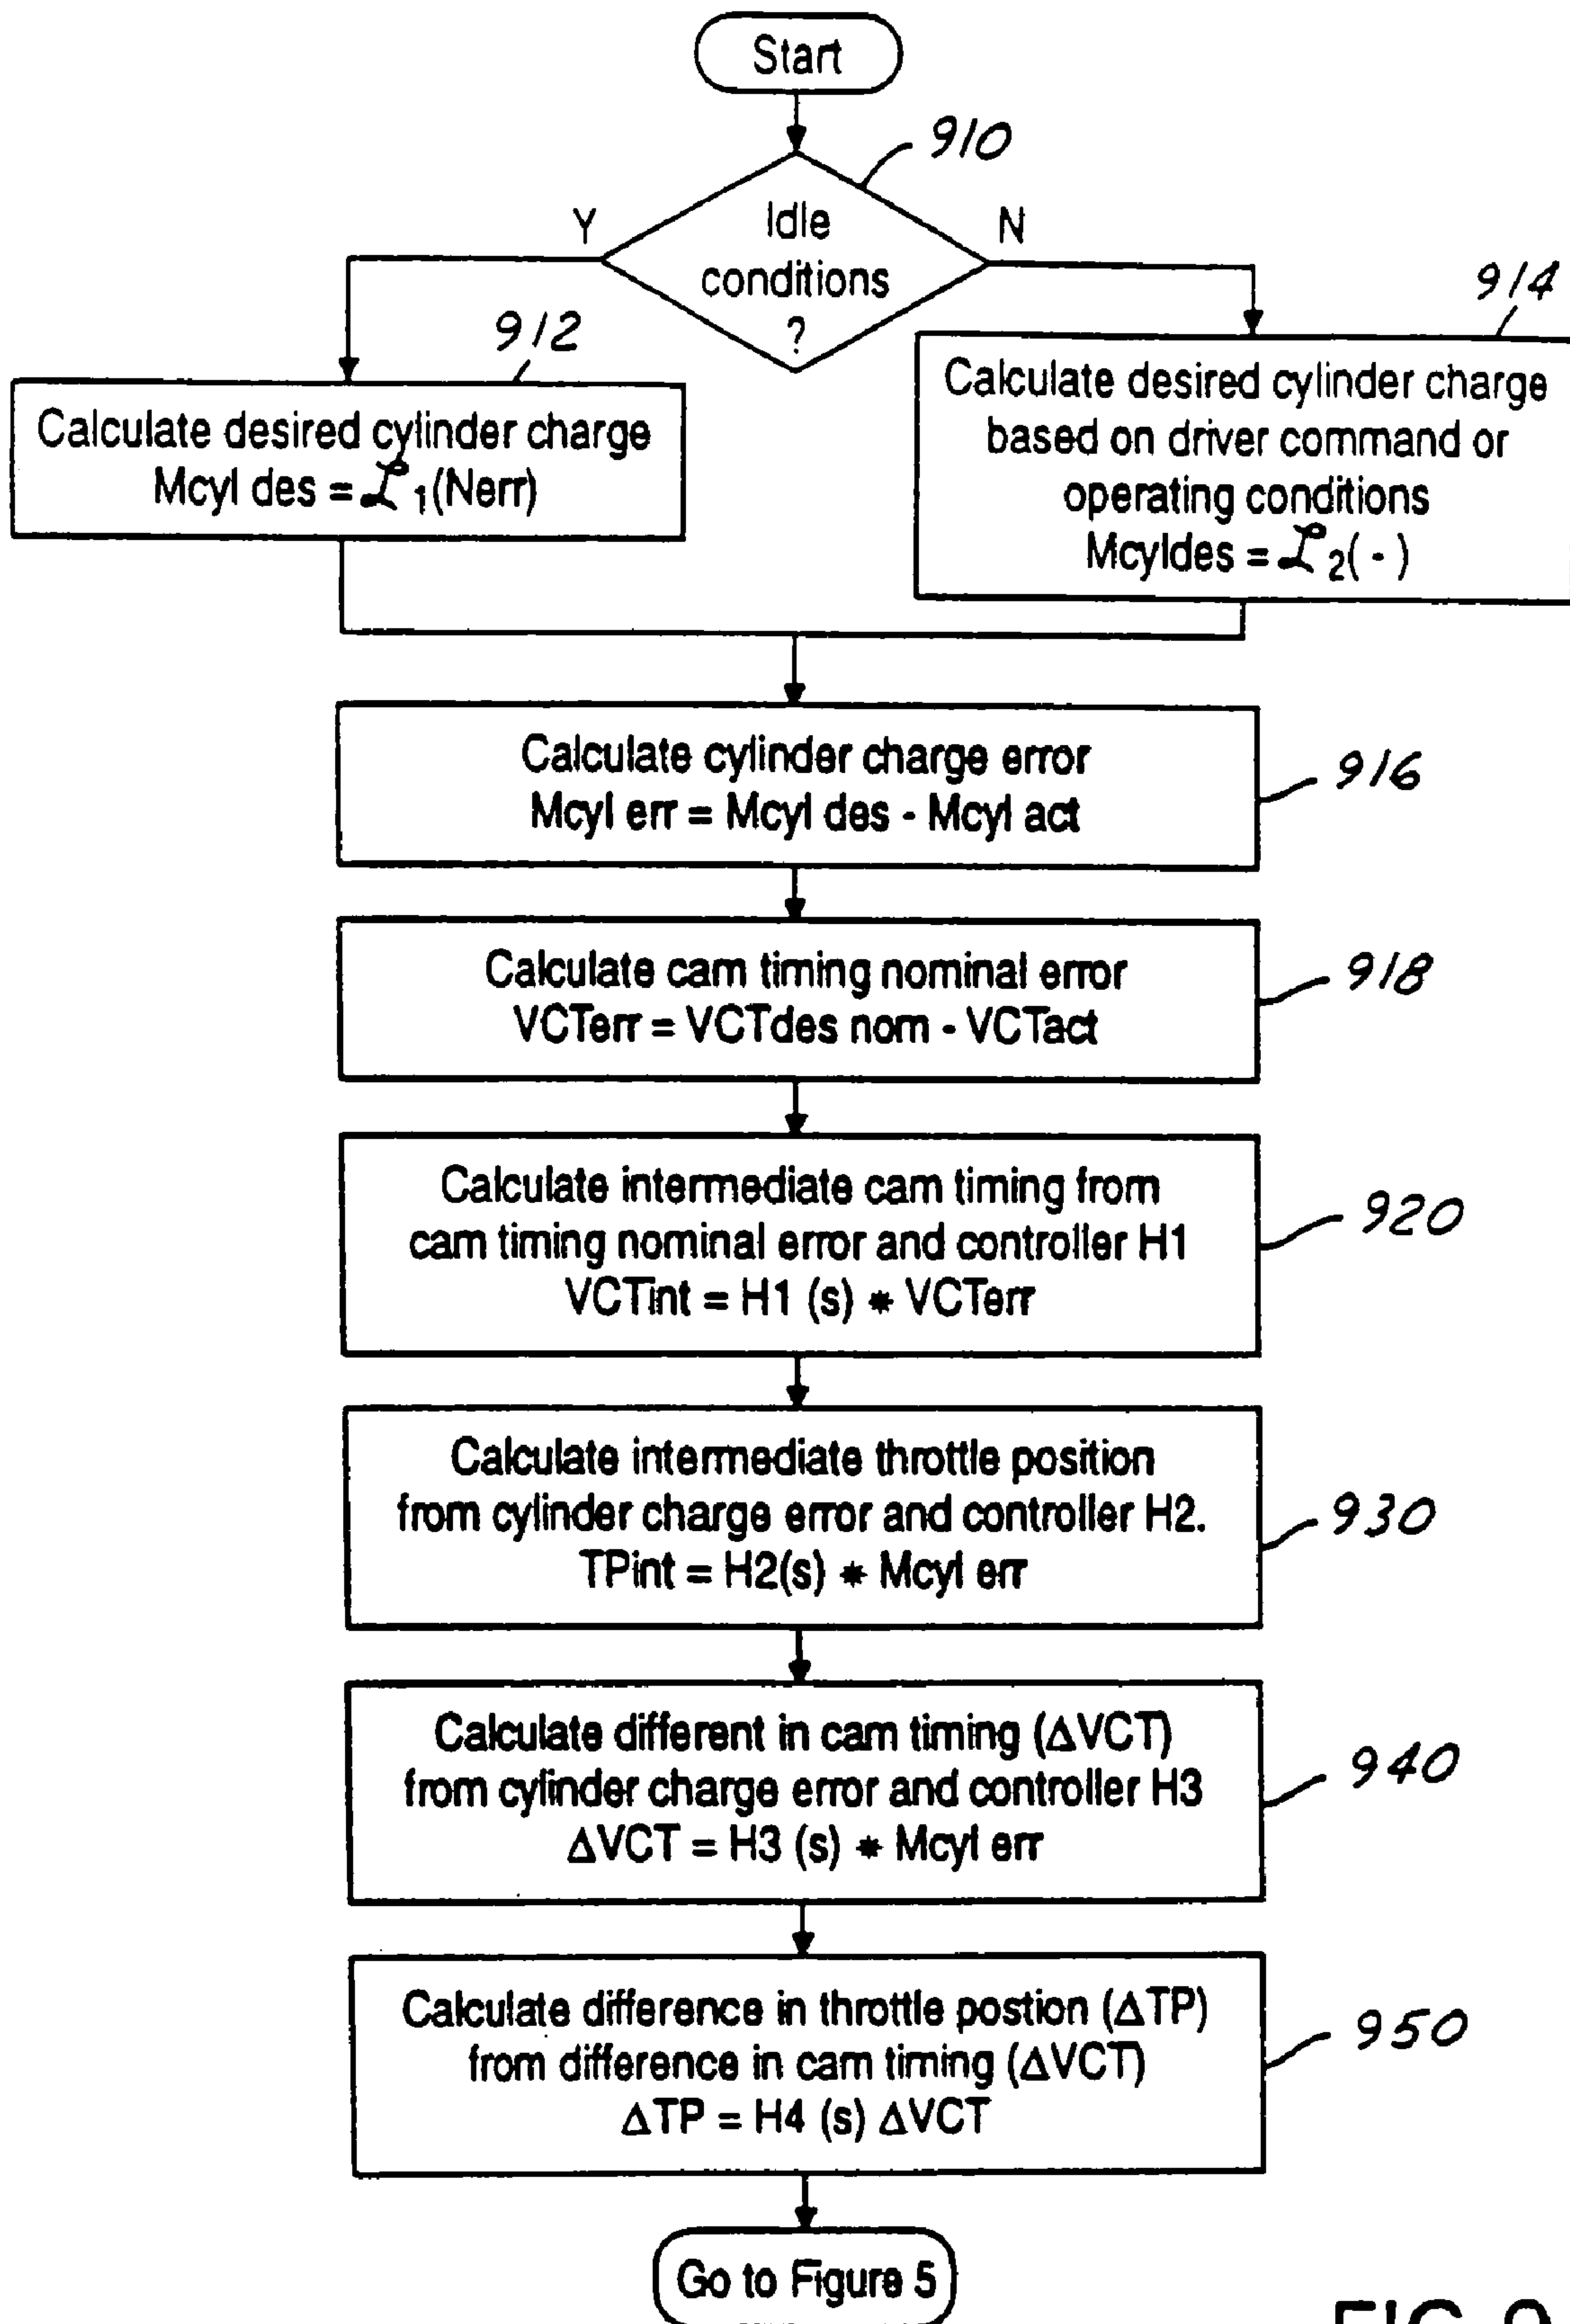 Start
910
Idle
conditions
?
Y
N
912
Calculate desired cylinder charge
Mcyl des = ℒ1(Nerr)
914
Calculate desired cylinder charge
based on driver command or
operating conditions
Mcyldes = ℒ2( - )
Calculate cylinder charge error
Mcyl err = Mcyl des - Mcyl act
916
Calculate cam timing nominal error
VCTerr = VCTdes nom - VCTact
918
Calculate intermediate cam timing from
cam timing nominal error and controller H1
VCTint = H1 (s) * VCTerr
920
Calculate intermediate throttle position
from cylinder charge error and controller H2.
TPint = H2(s) * Mcyl err
930
Calculate different in cam timing (ΔVCT)
from cylinder charge error and controller H3
ΔVCT = H3 (s) * Mcyl err
940
Calculate difference in throttle postion (ΔTP)
from difference in cam timing (ΔVCT)
ΔTP = H4 (s) ΔVCT
950
Go to Figure 5